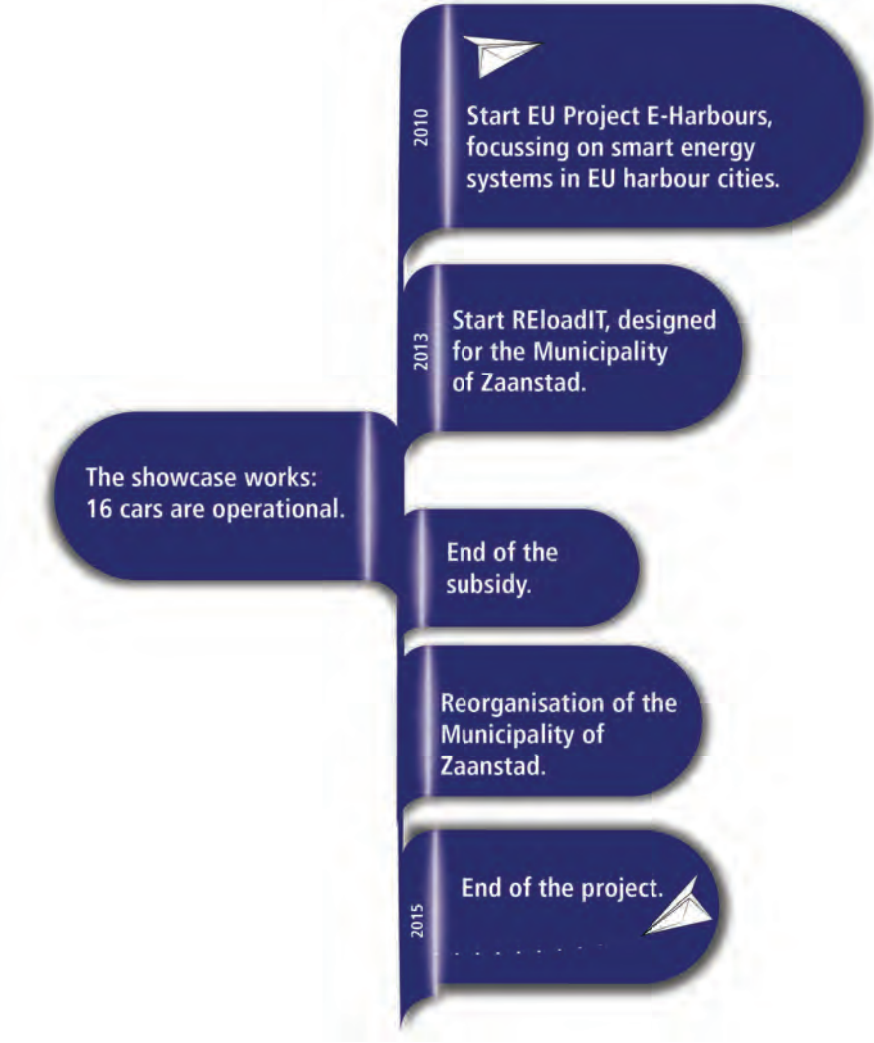 2010
Start EU Project E-Harbours,
focussing on smart energy
systems in EU harbour cities.
2013
Start REloadIT, designed
for the Municipality
of Zaanstad.
The showcase works:
16 cars are operational.
End of the
subsidy.
Reorganisation of the
Municipality of
Zaanstad.
2015
End of the project.